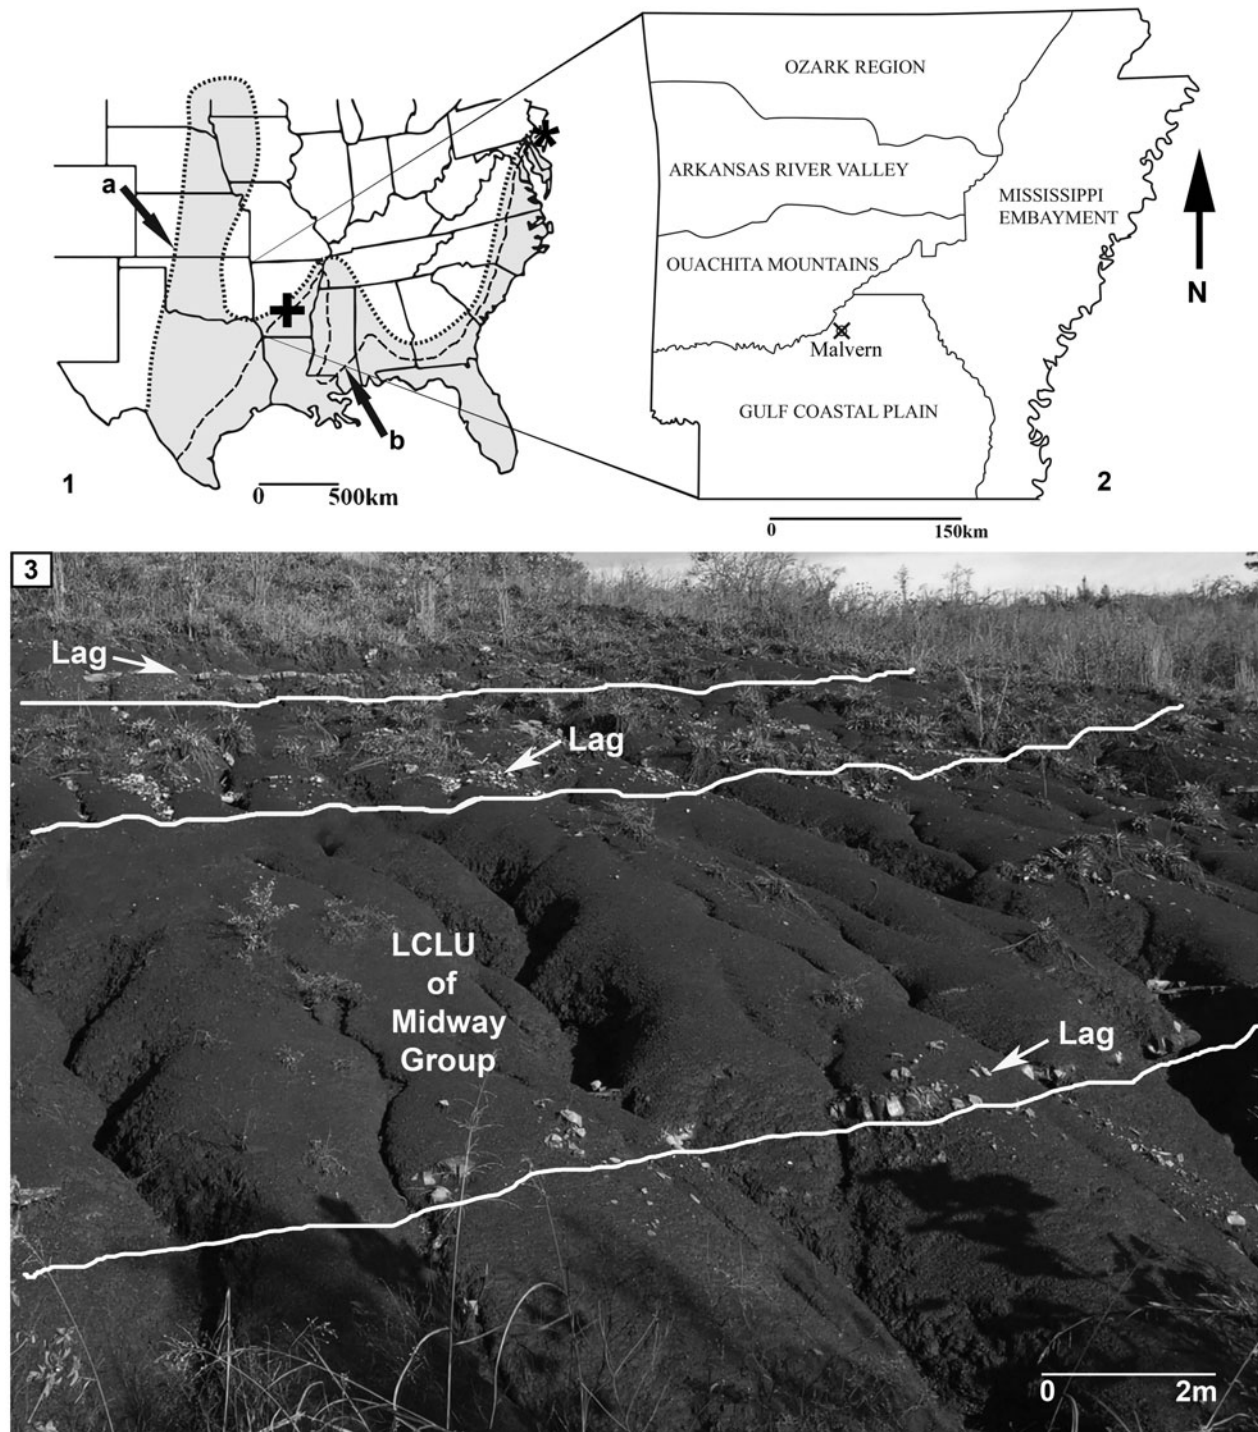 a
b
1
0 500km
OZARK REGION
ARKANSAS RIVER VALLEY
MISSISSIPPI
EMBAYMENT
OUACHITA MOUNTAINS
Malvern
GULF COASTAL PLAIN
N
2
0 150km
3
Lag
Lag
LCLU
of
Midway
Group
Lag
0 2m